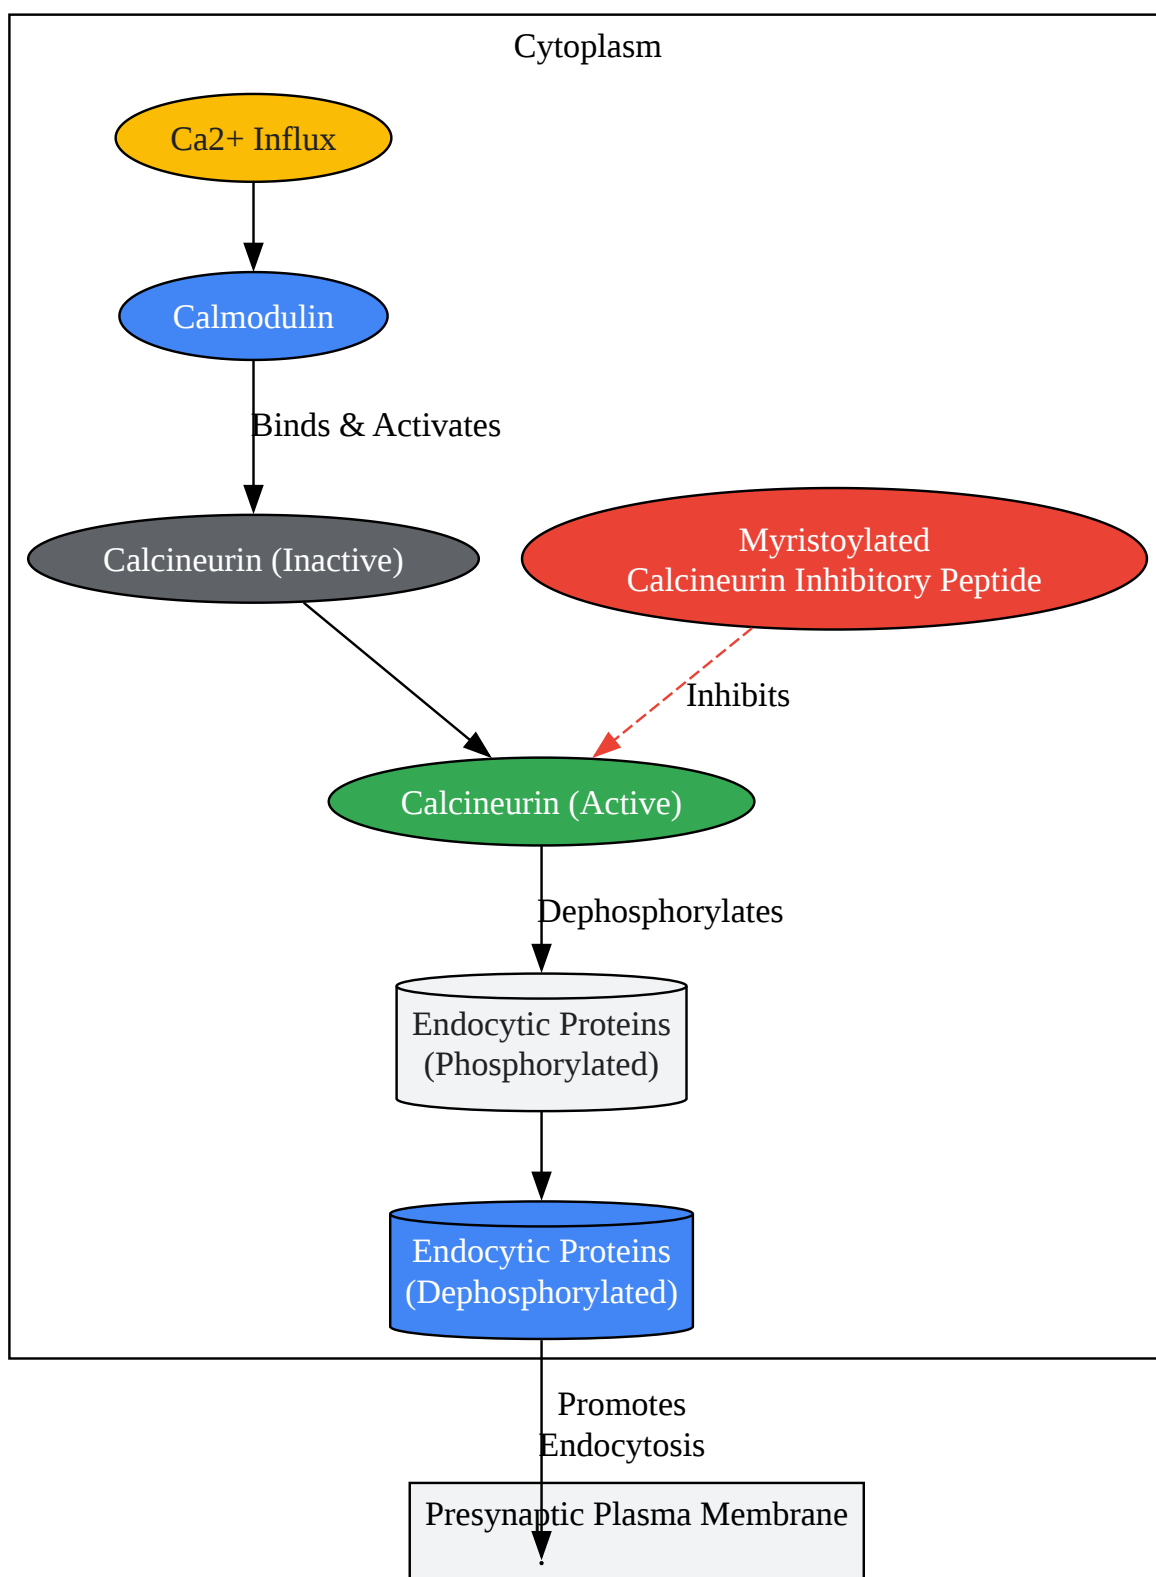 Cytoplasm
Ca2+ Influx
Calmodulin
Binds & Activates
Calcineurin (Inactive)
Myristoylated
Calcineurin Inhibitory Peptide
Inhibits
Calcineurin (Active)
Dephosphorylates
Endocytic Proteins
(Phosphorylated)
Endocytic Proteins
(Dephosphorylated)
Promotes
Endocytosis
Presynaptic Plasma Membrane